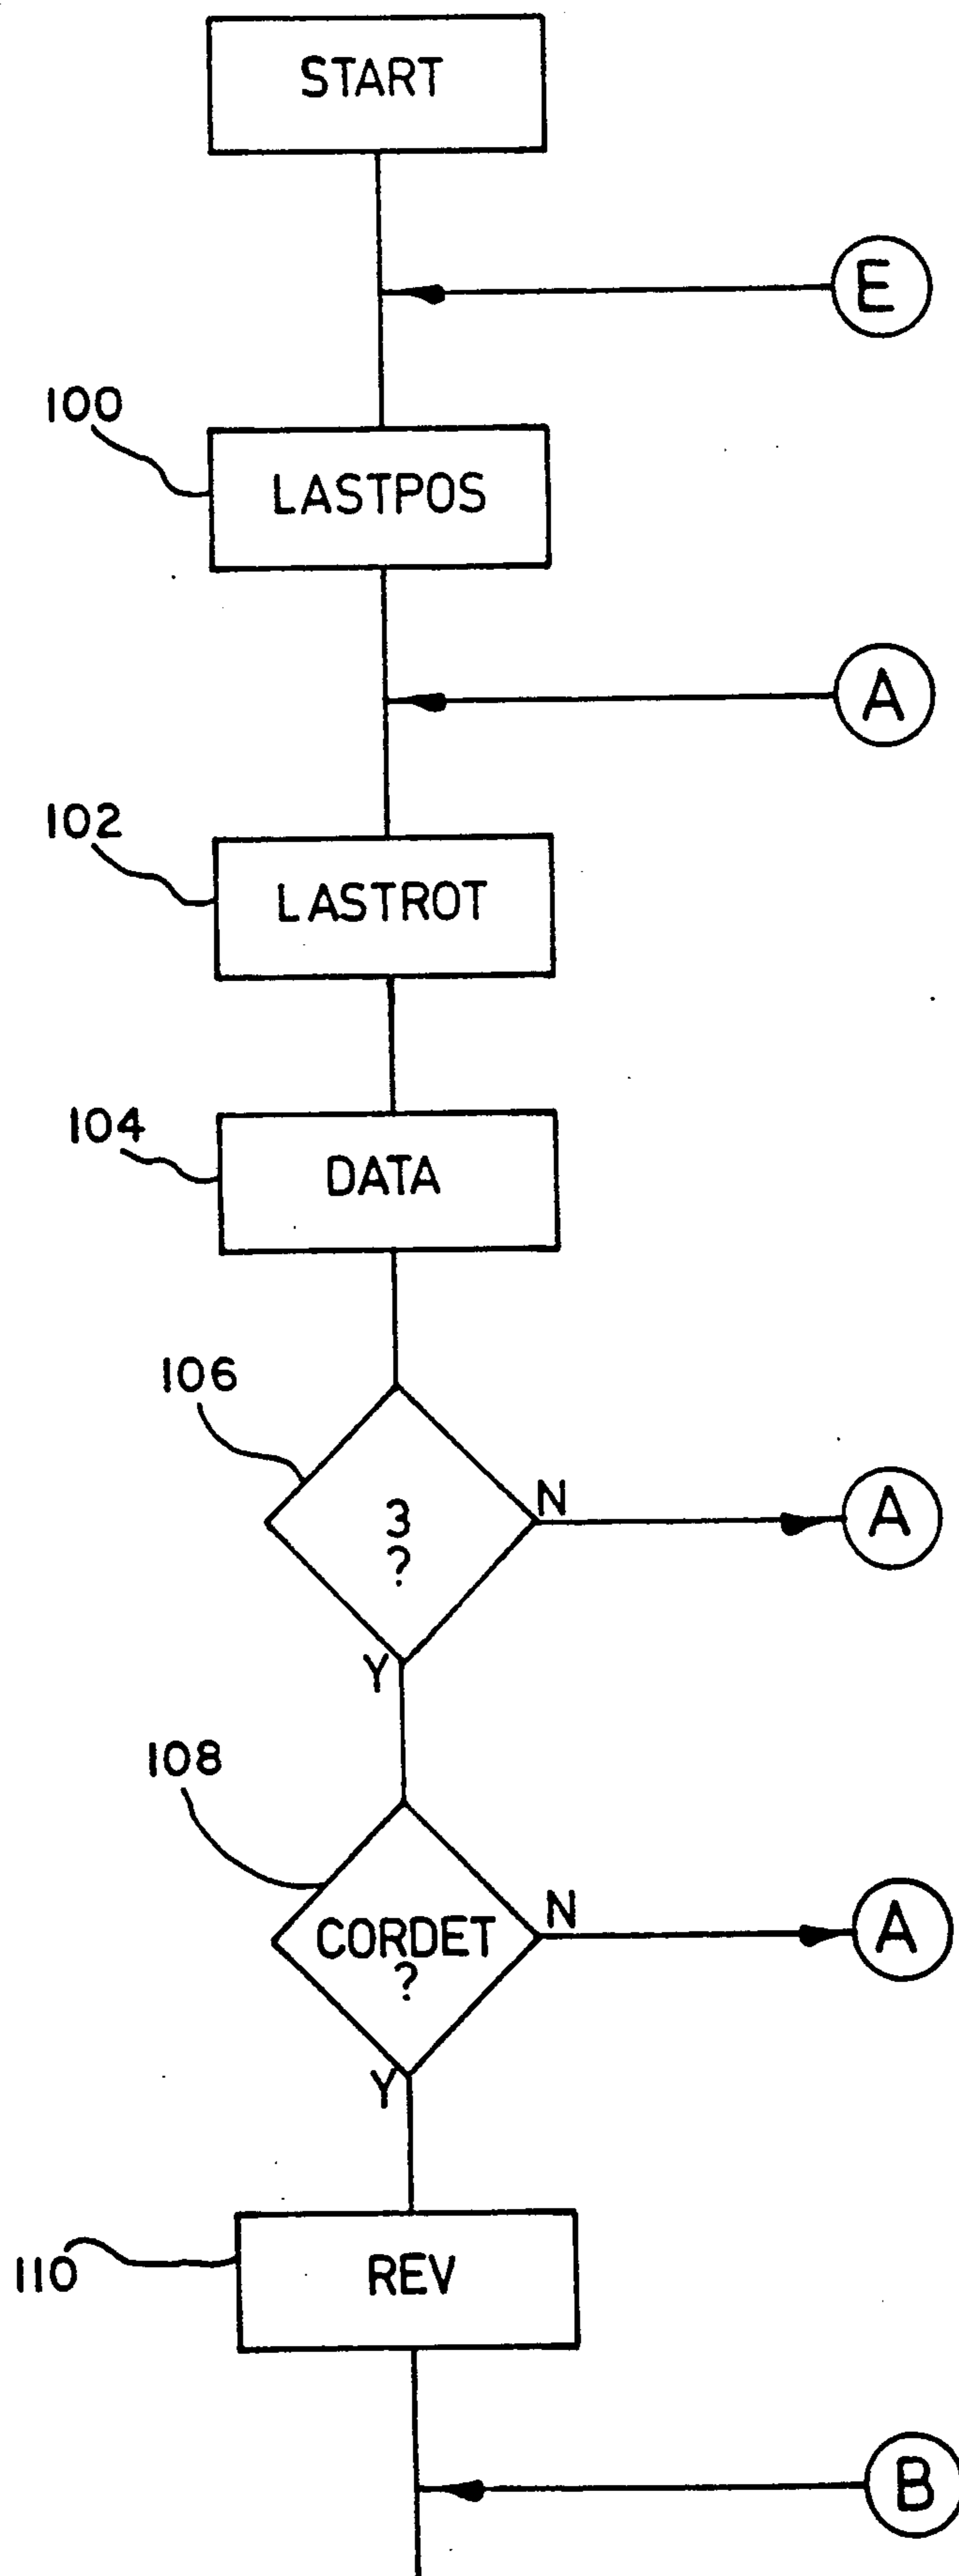 START
E
100
LASTPOS
A
102
LASTROT
104
DATA
106
3
?
N
A
Y
108
CORDET
?
N
A
Y
110
REV
B